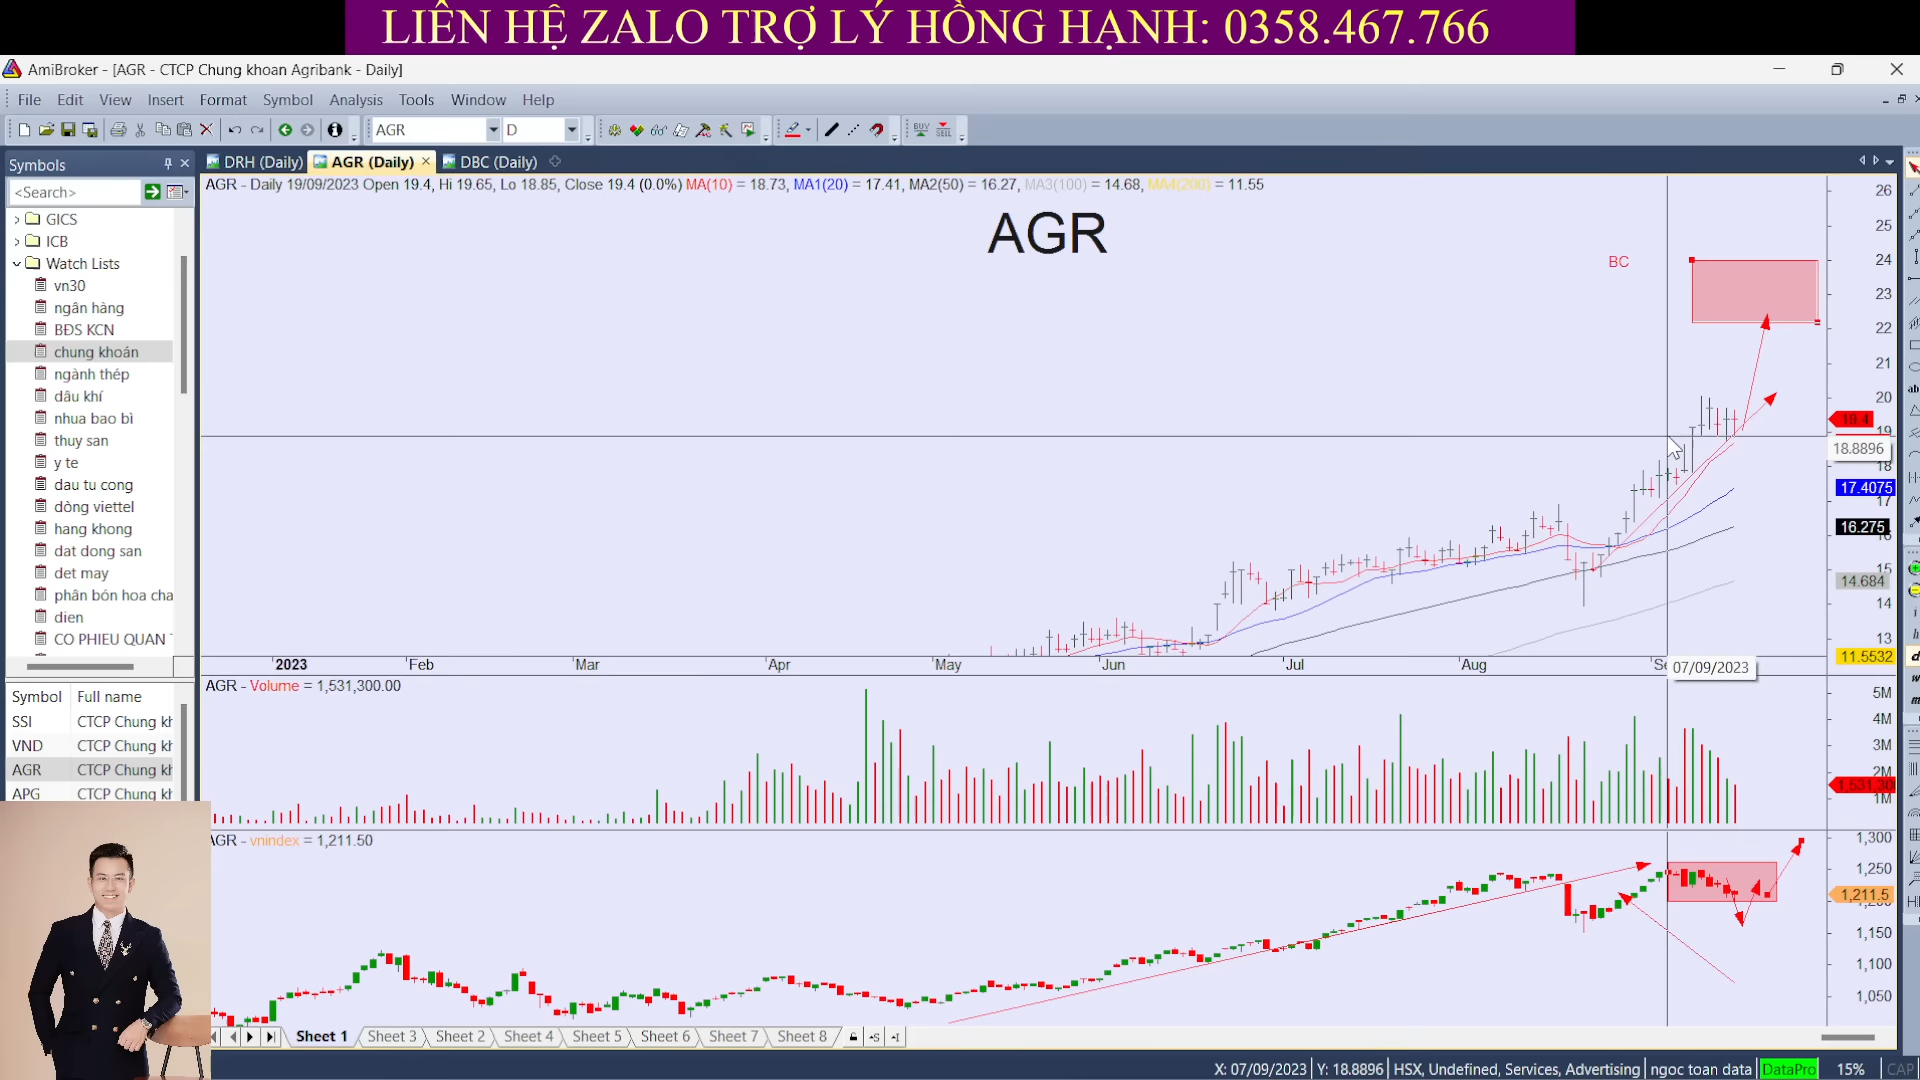 LIÊN HỆ ZALO TRỢ LÝ HỒNG HẠNH: 0358.467.766
AmiBroker - [AGR - CTCP Chung khoan Agribank - Daily]
File Edit View Insert Format Symbol Analysis Tools Window Help
AGR D BUY SELL
Symbols
DRH (Daily) AGR (Daily) DBC (Daily)
<Search>
AGR - Daily 19/09/2023 Open 19.4, Hi 19.65, Lo 18.85, Close 19.4 (0.0%) MA(10) = 18.73, MA1(20) = 17.41, MA2(50) = 16.27, MA3(100) = 14.68, MA4(200) = 11.55
AGR
BC
GICS
ICB
Watch Lists
vn30
ngân hàng
BĐS KCN
chung khoán
ngành thép
dâu khí
nhua bao bì
thuy san
y te
dau tu cong
dòng viettel
hang khong
dat dong san
det may
phân bón hoa cha
dien
CO PHIEU QUAN
26
25
24
23
22
21
20
19.4
19
18.8896
18
17.4075
17
16.275
16
15
14.684
14
13
11.5532
2023 Feb Mar Apr May Jun Jul Aug
07/09/2023
Symbol Full name
SSI CTCP Chung kh
VND CTCP Chung kh
AGR CTCP Chung kh
APG CTCP Chung kh
AGR - Volume = 1,531,300.00
5M
4M
3M
2M
1M
AGR - vnindex = 1,211.50
1,300
1,250
1,211.5
1,150
1,100
1,050
Sheet 1 Sheet 3 Sheet 2 Sheet 4 Sheet 5 Sheet 6 Sheet 7 Sheet 8
X: 07/09/2023 Y: 18.8896 HSX, Undefined, Services, Advertising ngoc toan data DataPro 15% CAP